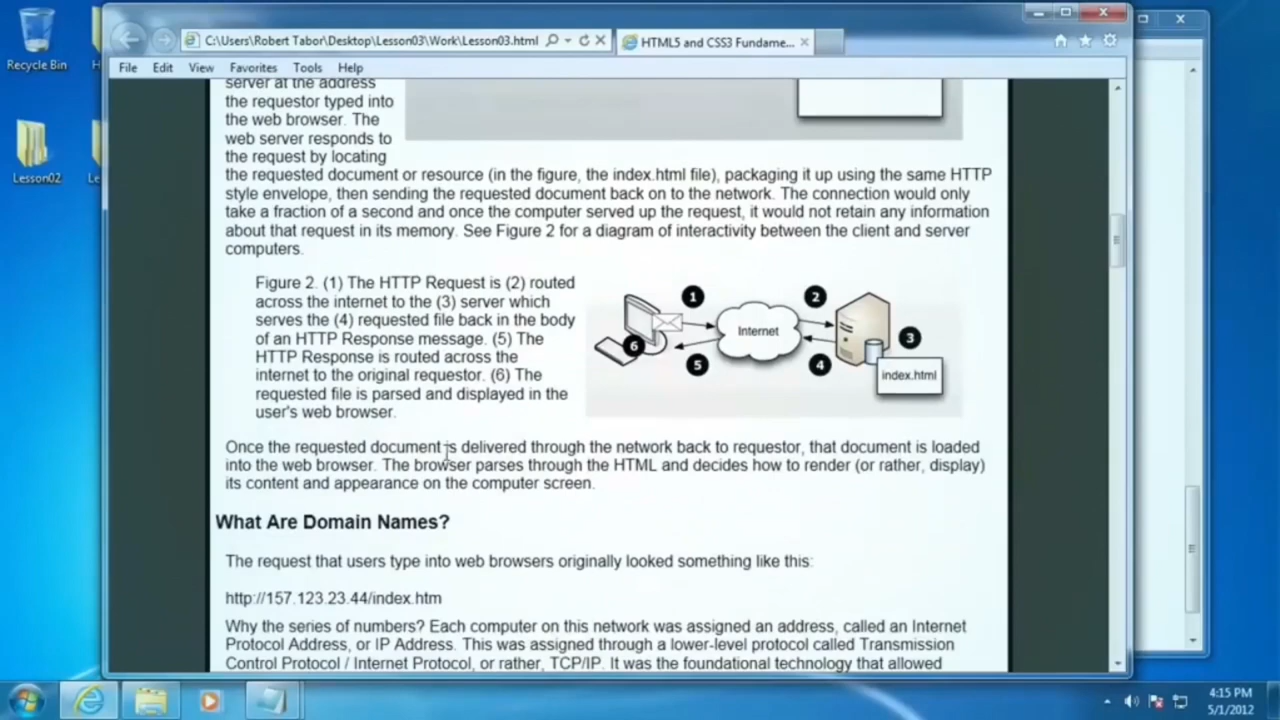 Recycle Bin
Lesson02
C:\Users\Robert Tabor\Desktop\Lesson03\Work\Lesson03.html
HTML5 and CSS3 Fundame...
File Edit View Favorites Tools Help
server at the address
the requestor typed into
the web browser. The
web server responds to
the request by locating
the requested document or resource (in the figure, the index.html file), packaging it up using the same HTTP
style envelope, then sending the requested document back on to the network. The connection would only
take a fraction of a second and once the computer served up the request, it would not retain any information
about that request in its memory. See Figure 2 for a diagram of interactivity between the client and server
computers.
Figure 2. (1) The HTTP Request is (2) routed
across the internet to the (3) server which
serves the (4) requested file back in the body
of an HTTP Response message. (5) The
HTTP Response is routed across the
internet to the original requestor. (6) The
requested file is parsed and displayed in the
user's web browser.
1
2
Internet
3
6
5
4
index.html
Once the requested document is delivered through the network back to requestor, that document is loaded
into the web browser. The browser parses through the HTML and decides how to render (or rather, display)
its content and appearance on the computer screen.
What Are Domain Names?
The request that users type into web browsers originally looked something like this:
http://157.123.23.44/index.htm
Why the series of numbers? Each computer on this network was assigned an address, called an Internet
Protocol Address, or IP Address. This was assigned through a lower-level protocol called Transmission
Control Protocol / Internet Protocol, or rather, TCP/IP. It was the foundational technology that allowed
4:15 PM
5/1/2012